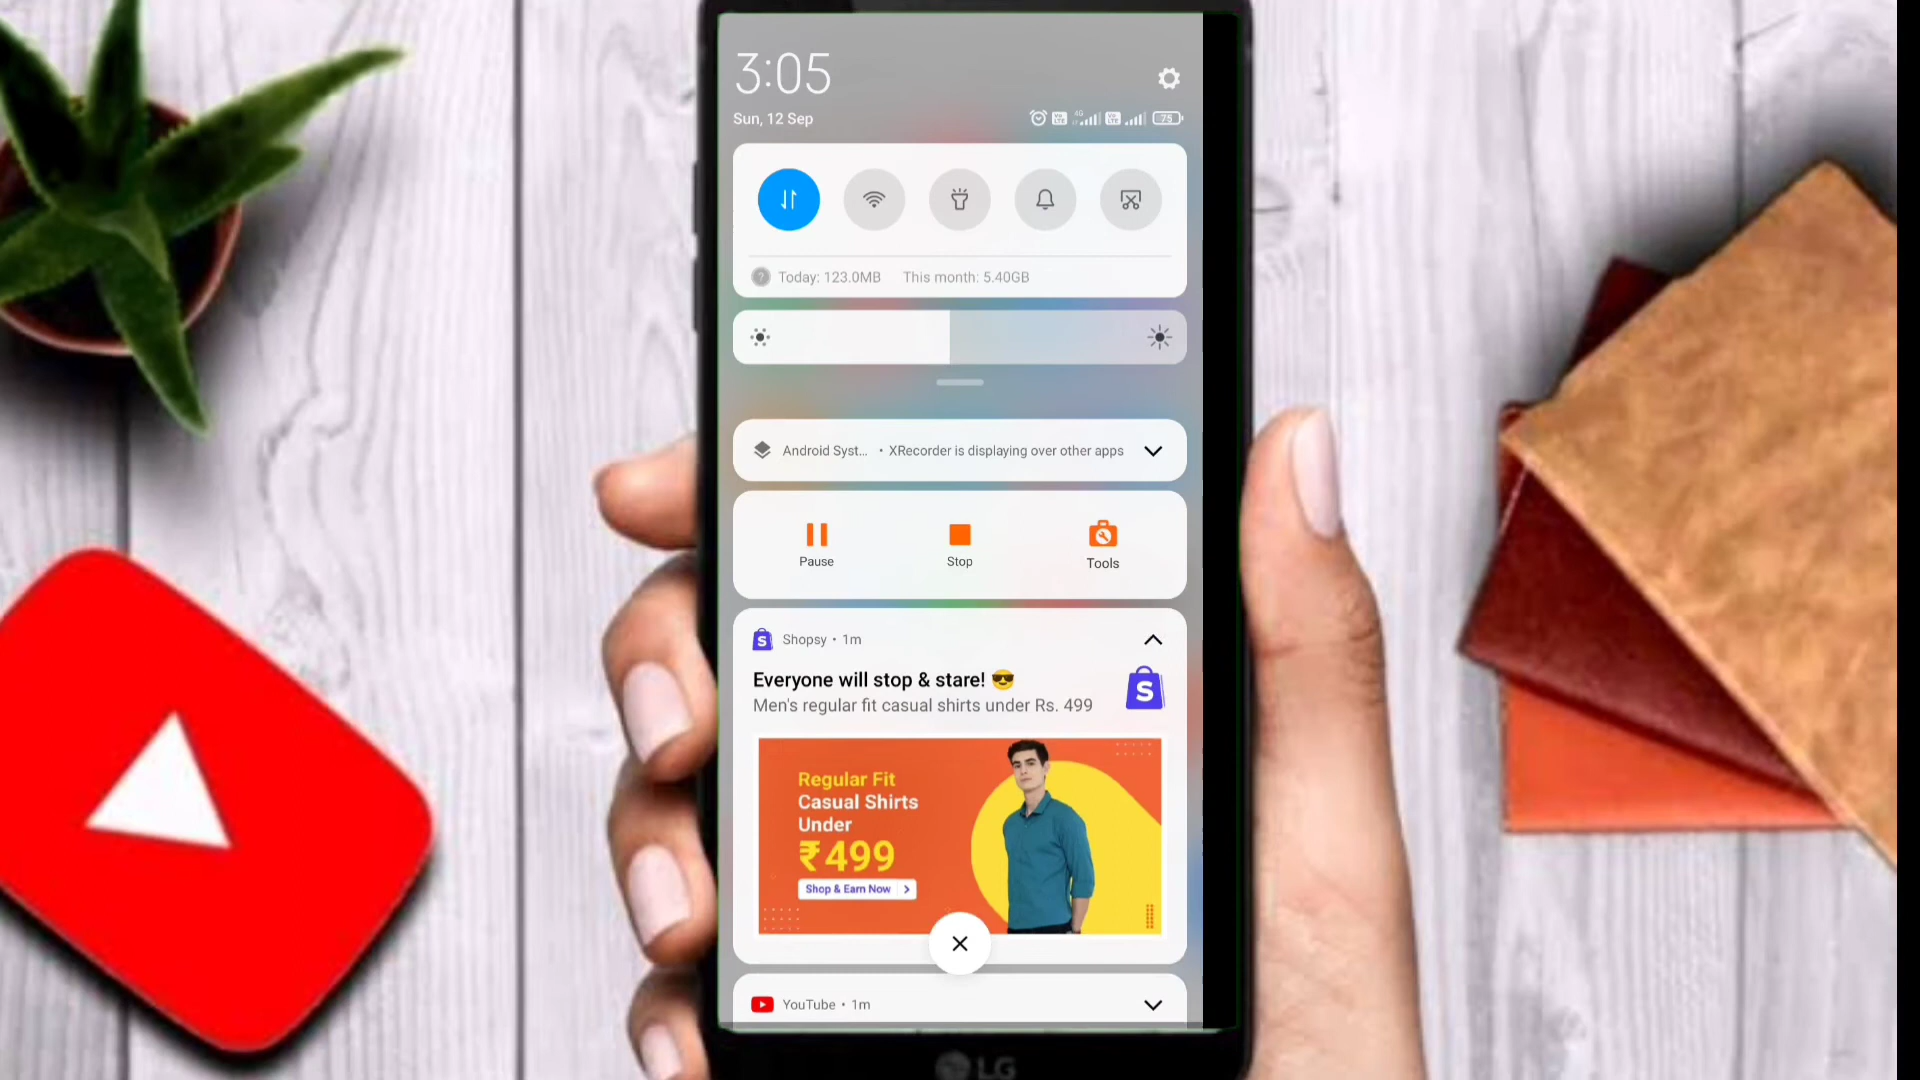 3:05
Sun, 12 Sep
4G
75
Today: 123.0MB This month: 5.40GB
Android Syst... • XRecorder is displaying over other apps
Pause
Stop
Tools
S Shopsy • 1m
Everyone will stop & stare! 😎
Men's regular fit casual shirts under Rs. 499
S
Regular Fit
Casual Shirts
Under
₹499
Shop & Earn Now >
YouTube • 1m
LG